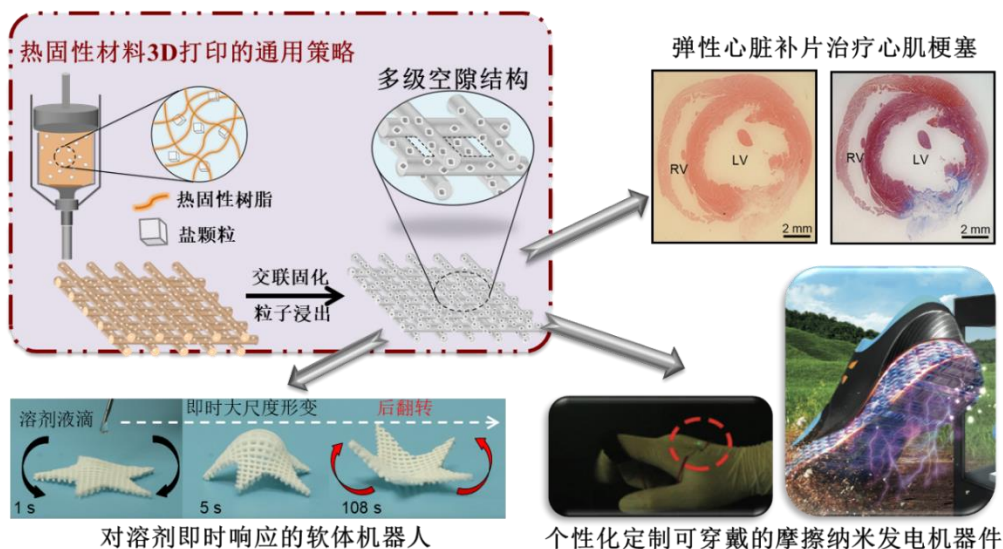 热固性材料3D打印的通用策略
多级空隙结构
热固性树脂
盐颗粒
交联固化
粒子浸出
弹性心脏补片治疗心肌梗塞
RV
LV
2 mm
RV
LV
2 mm
溶剂液滴
即时大尺度形变
后翻转
1 s
5 s
108 s
对溶剂即时响应的软体机器人
个性化定制可穿戴的摩擦纳米发电机器件